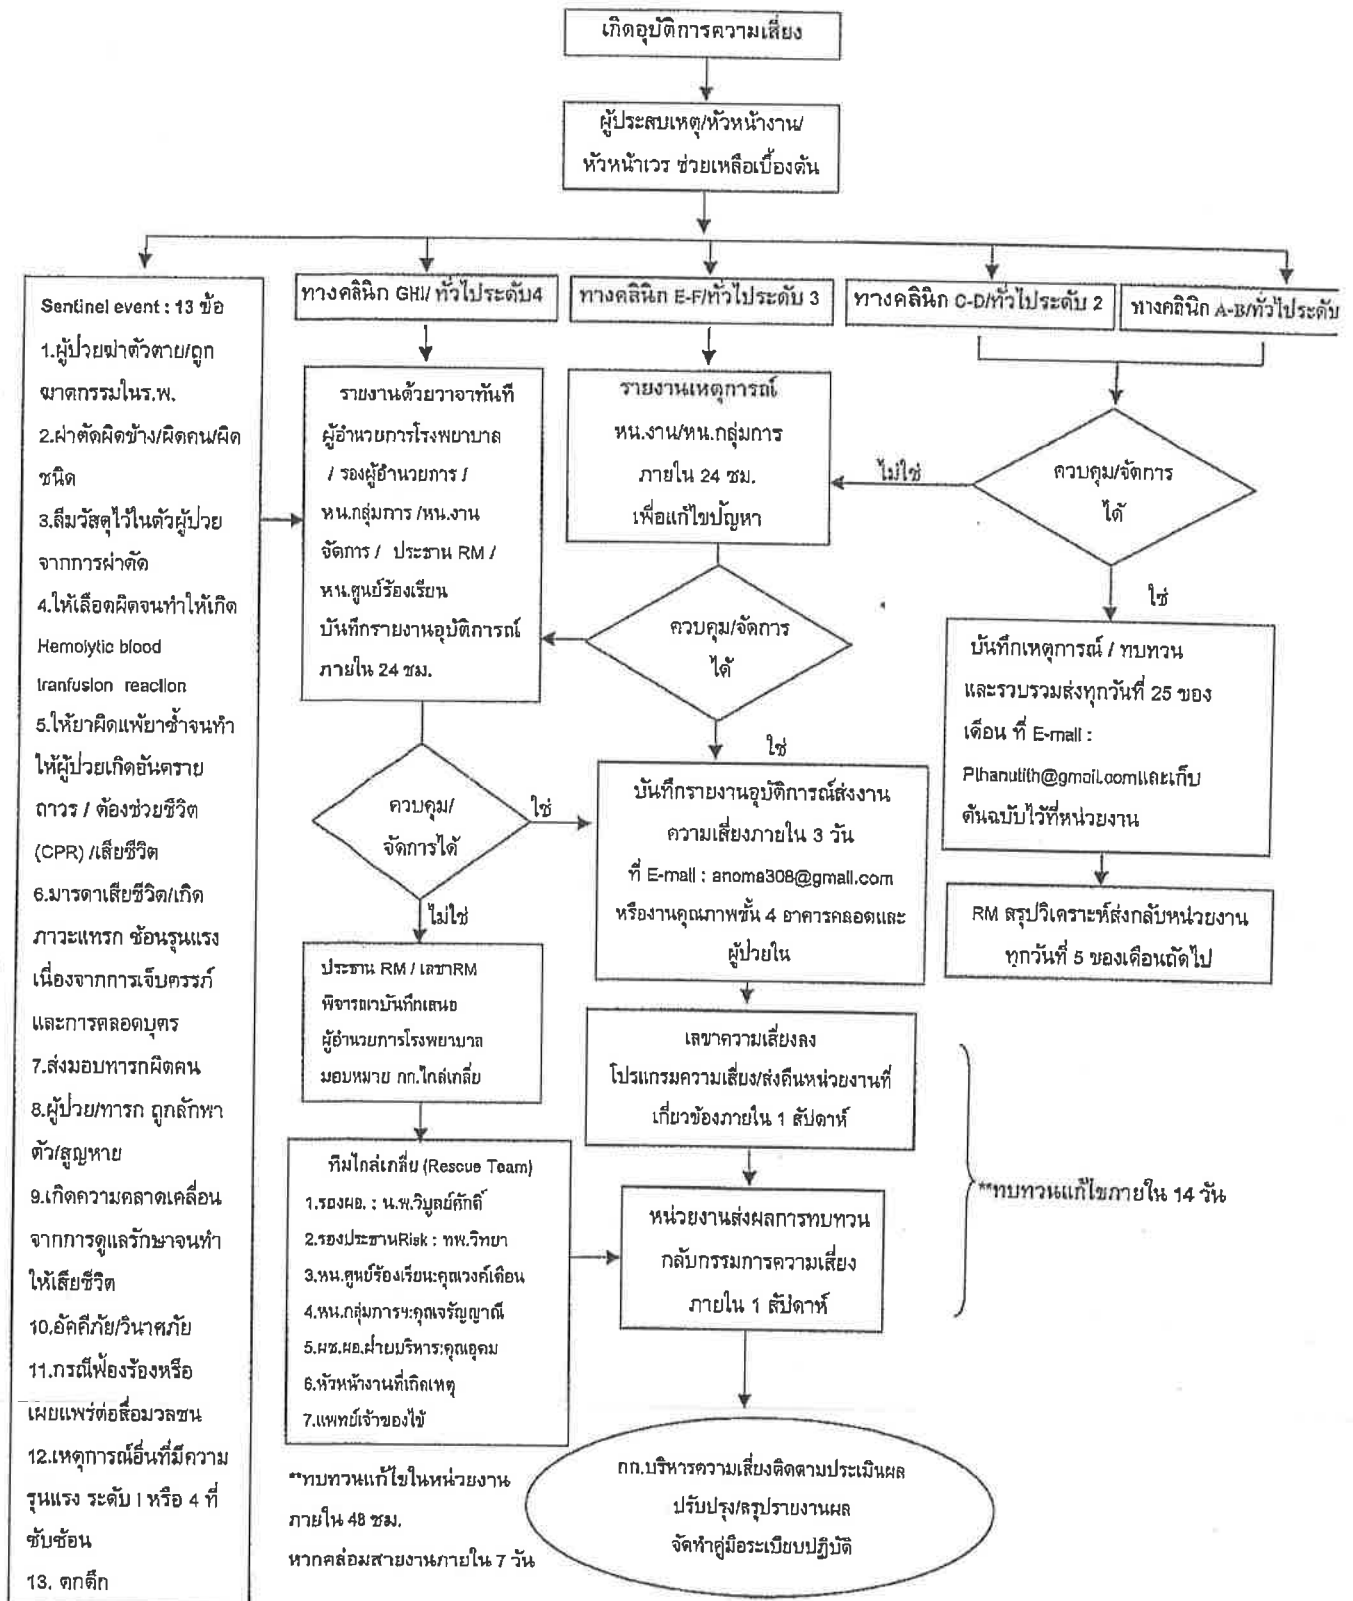 เกิดอุบัติการความเสี่ยง
ผู้ประสบเหตุ/หัวหน้างาน/
หัวหน้าเวร ช่วยเหลือเบื้องต้น
Sentinel event : 13 ข้อ
1.ผู้ป่วยฆ่าตัวตาย/ถูก
ฆาตกรรมในร.พ.
2.ผ่าตัดผิดข้าง/ผิดคน/ผิด
ชนิด
3.ลืมวัสดุไว้ในตัวผู้ป่วย
จากการผ่าตัด
4.ให้เลือดผิดจนทำให้เกิด
Hemolytic blood
tranfusion reaction
5.ให้ยาผิดแพ้ยาซ้ำจนทำ
ให้ผู้ป่วยเกิดอันตราย
ถาวร / ต้องช่วยชีวิต
(CPR) /เสียชีวิต
6.มารดาเสียชีวิต/เกิด
ภาวะแทรก ซ้อนรุนแรง
เนื่องจากการเจ็บครรภ์
และการคลอดบุตร
7.ส่งมอบทารกผิดคน
8.ผู้ป่วย/ทารก ถูกลักพา
ตัว/สูญหาย
9.เกิดความคลาดเคลื่อน
จากการดูแลรักษาจนทำ
ให้เสียชีวิต
10.อัคคีภัย/วินาศภัย
11.กรณีฟ้องร้องหรือ
เผยแพร่ต่อสื่อมวลชน
12.เหตุการณ์อื่นที่มีความ
รุนแรง ระดับ I หรือ 4 ที่
ซับซ้อน
13. ตกตึก
ทางคลินิก GHI/ ทั่วไประดับ4
รายงานด้วยวาจาทันที
ผู้อำนวยการโรงพยาบาล
/ รองผู้อำนวยการ /
หน.กลุ่มการ /หน.งาน
จัดการ / ประธาน RM /
หน.ศูนย์ร้องเรียน
บันทึกรายงานอุบัติการณ์
ภายใน 24 ชม.
ควบคุม/
จัดการได้
ใช่
ไม่ใช่
ประธาน RM / เลขาRM
พิจารณาบันทึกเสนอ
ผู้อำนวยการโรงพยาบาล
มอบหมาย กก.ไกล่เกลี่ย
ทีมไกล่เกลี่ย (Rescue Team)
1.รองผอ. : น.พ.วิบูลย์ศักดิ์
2.รองประธานRisk : ทพ.วิทยา
3.หน.ศูนย์ร้องเรียน:คุณวงค์เดือน
4.หน.กลุ่มการฯ:คุณจรัญญาณี
5.ผช.ผอ.ฝ่ายบริหาร:คุณอุดม
6.หัวหน้างานที่เกิดเหตุ
7.แพทย์เจ้าของไข้
**ทบทวนแก้ไขในหน่วยงาน
ภายใน 48 ชม.
หากคล่อมสายงานภายใน 7 วัน
ทางคลินิก E-F/ทั่วไประดับ 3
รายงานเหตุการณ์
หน.งาน/หน.กลุ่มการ
ภายใน 24 ชม.
เพื่อแก้ไขปัญหา
ควบคุม/จัดการ
ได้
ใช่
บันทึกรายงานอุบัติการณ์ส่งงาน
ความเสี่ยงภายใน 3 วัน
ที่ E-mail : anoma308@gmail.com
หรืองานคุณภาพชั้น 4 อาคารคลอดและ
ผู้ป่วยใน
เลขาความเสี่ยงลง
โปรแกรมความเสี่ยง/ส่งคืนหน่วยงานที่
เกี่ยวข้องภายใน 1 สัปดาห์
หน่วยงานส่งผลการทบทวน
กลับกรรมการความเสี่ยง
ภายใน 1 สัปดาห์
**ทบทวนแก้ไขภายใน 14 วัน
กก.บริหารความเสี่ยงติดตามประเมินผล
ปรับปรุง/สรุปรายงานผล
จัดทำคู่มือระเบียบปฏิบัติ
ทางคลินิก C-D/ทั่วไประดับ 2
ทางคลินิก A-B/ทั่วไประดับ
ควบคุม/จัดการ
ได้
ไม่ใช่
ใช่
บันทึกเหตุการณ์ / ทบทวน
และรวบรวมส่งทุกวันที่ 25 ของ
เดือน ที่ E-mail :
Pthanutith@gmail.comและเก็บ
ต้นฉบับไว้ที่หน่วยงาน
RM สรุปวิเคราะห์ส่งกลับหน่วยงาน
ทุกวันที่ 5 ของเดือนถัดไป